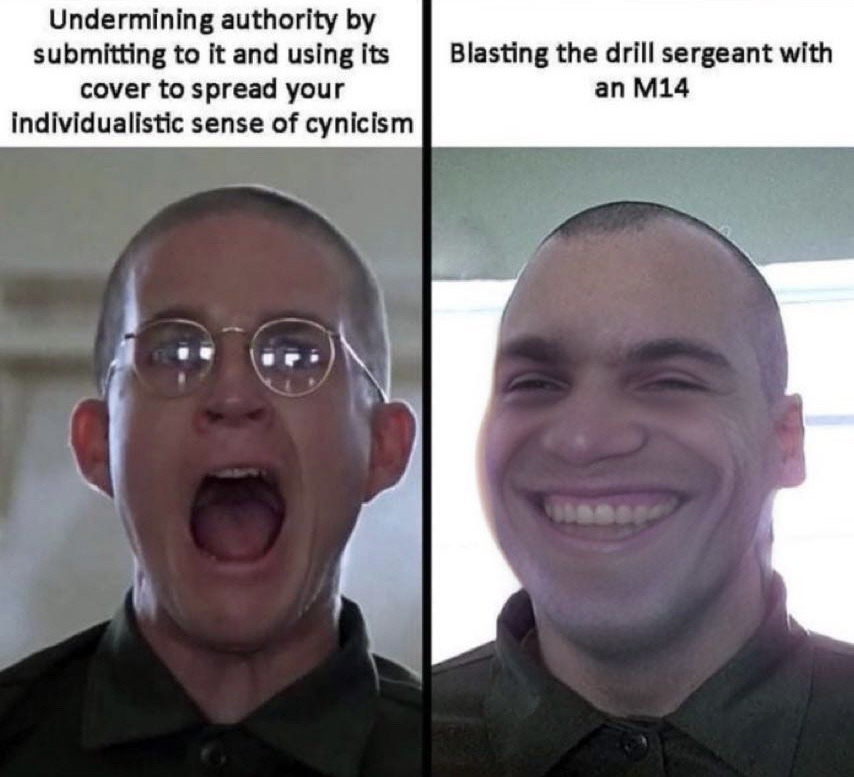 Undermining authority by
submitting to it and using its
cover to spread your
individualistic sense of cynicism
Blasting the drill sergeant with
an M14